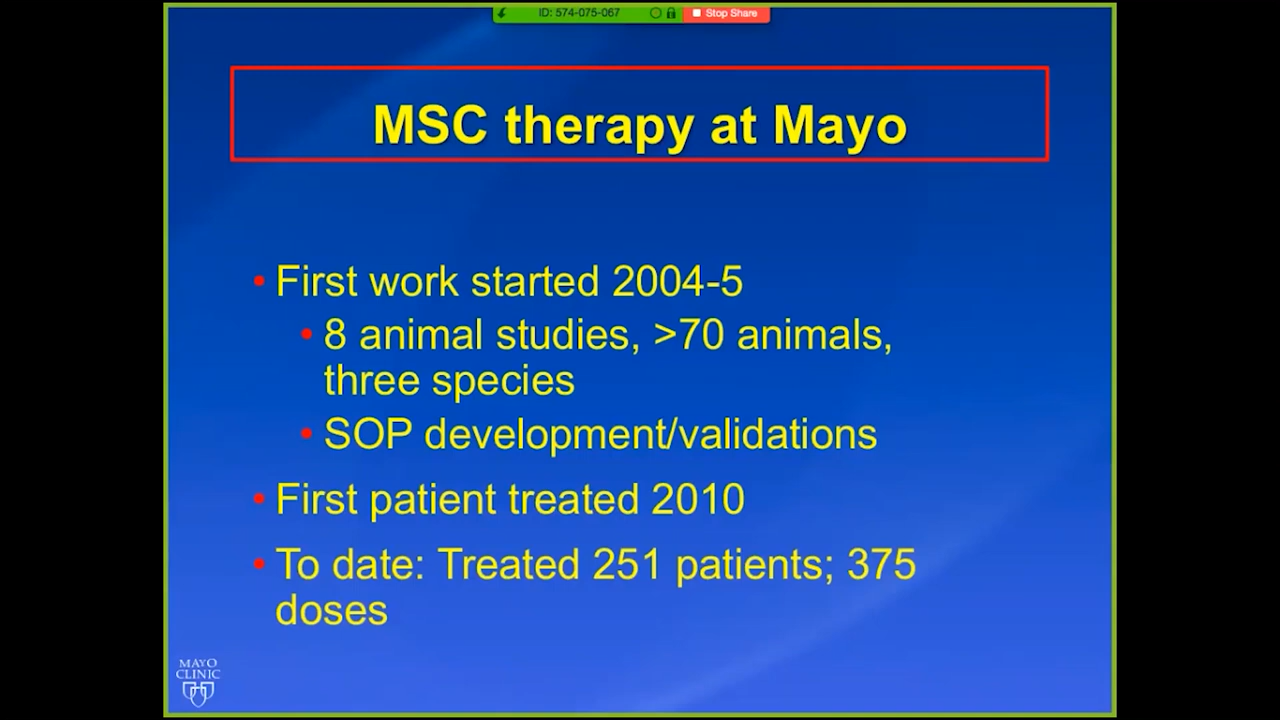 ID: 574-075-067
Stop Share
MSC therapy at Mayo
• First work started 2004-5
• 8 animal studies, >70 animals,
three species
• SOP development/validations
• First patient treated 2010
• To date: Treated 251 patients; 375
doses
MAYO
CLINIC